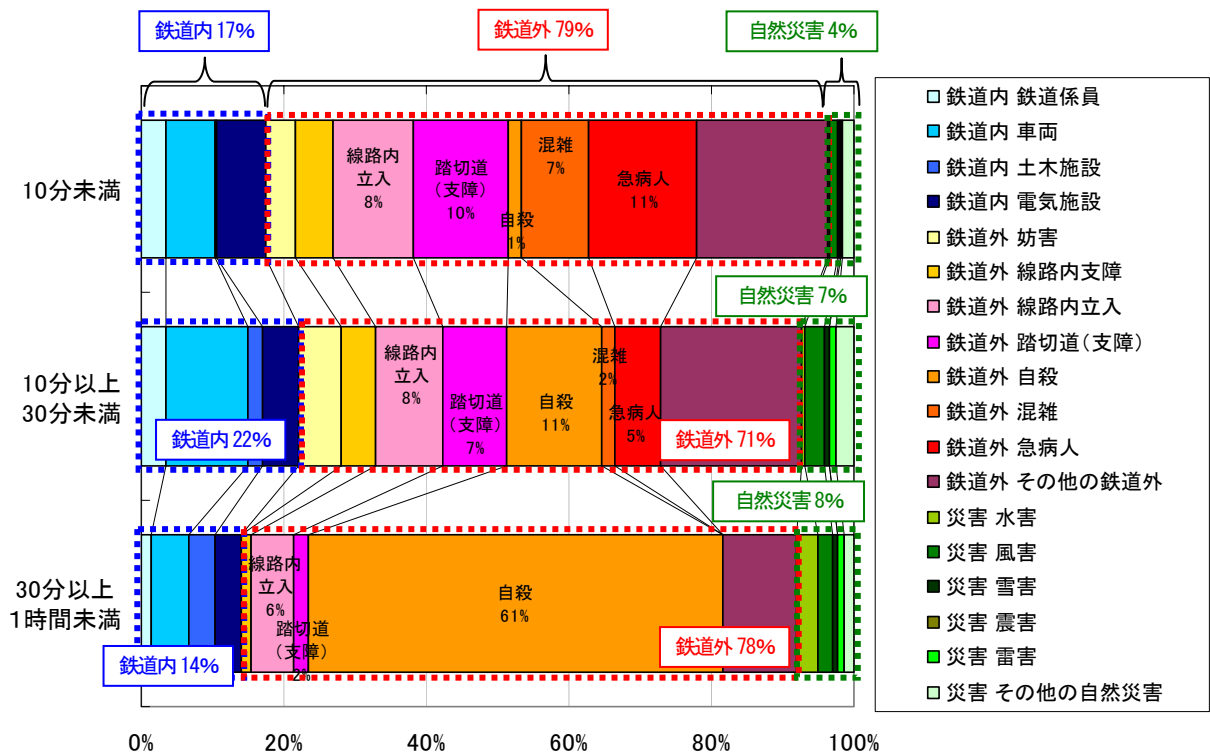 鉄道内 17%
鉄道外 79%
自然災害 4%
10分未満
線路内
立入
8%
踏切道
（支障）
10%
自殺
1%
混雑
7%
急病人
11%
自然災害 7%
10分以上
30分未満
線路内
立入
8%
踏切道
（支障）
7%
自殺
11%
混雑
2%
急病人
5%
鉄道内 22%
鉄道外 71%
自然災害 8%
30分以上
1時間未満
線路内
立入
6%
踏切道
（支障）
2%
自殺
61%
鉄道内 14%
鉄道外 78%
0%
20%
40%
60%
80%
100%
鉄道内 鉄道係員
鉄道内 車両
鉄道内 土木施設
鉄道内 電気施設
鉄道外 妨害
鉄道外 線路内支障
鉄道外 線路内立入
鉄道外 踏切道（支障）
鉄道外 自殺
鉄道外 混雑
鉄道外 急病人
鉄道外 その他の鉄道外
災害 水害
災害 風害
災害 雪害
災害 震害
災害 雷害
災害 その他の自然災害